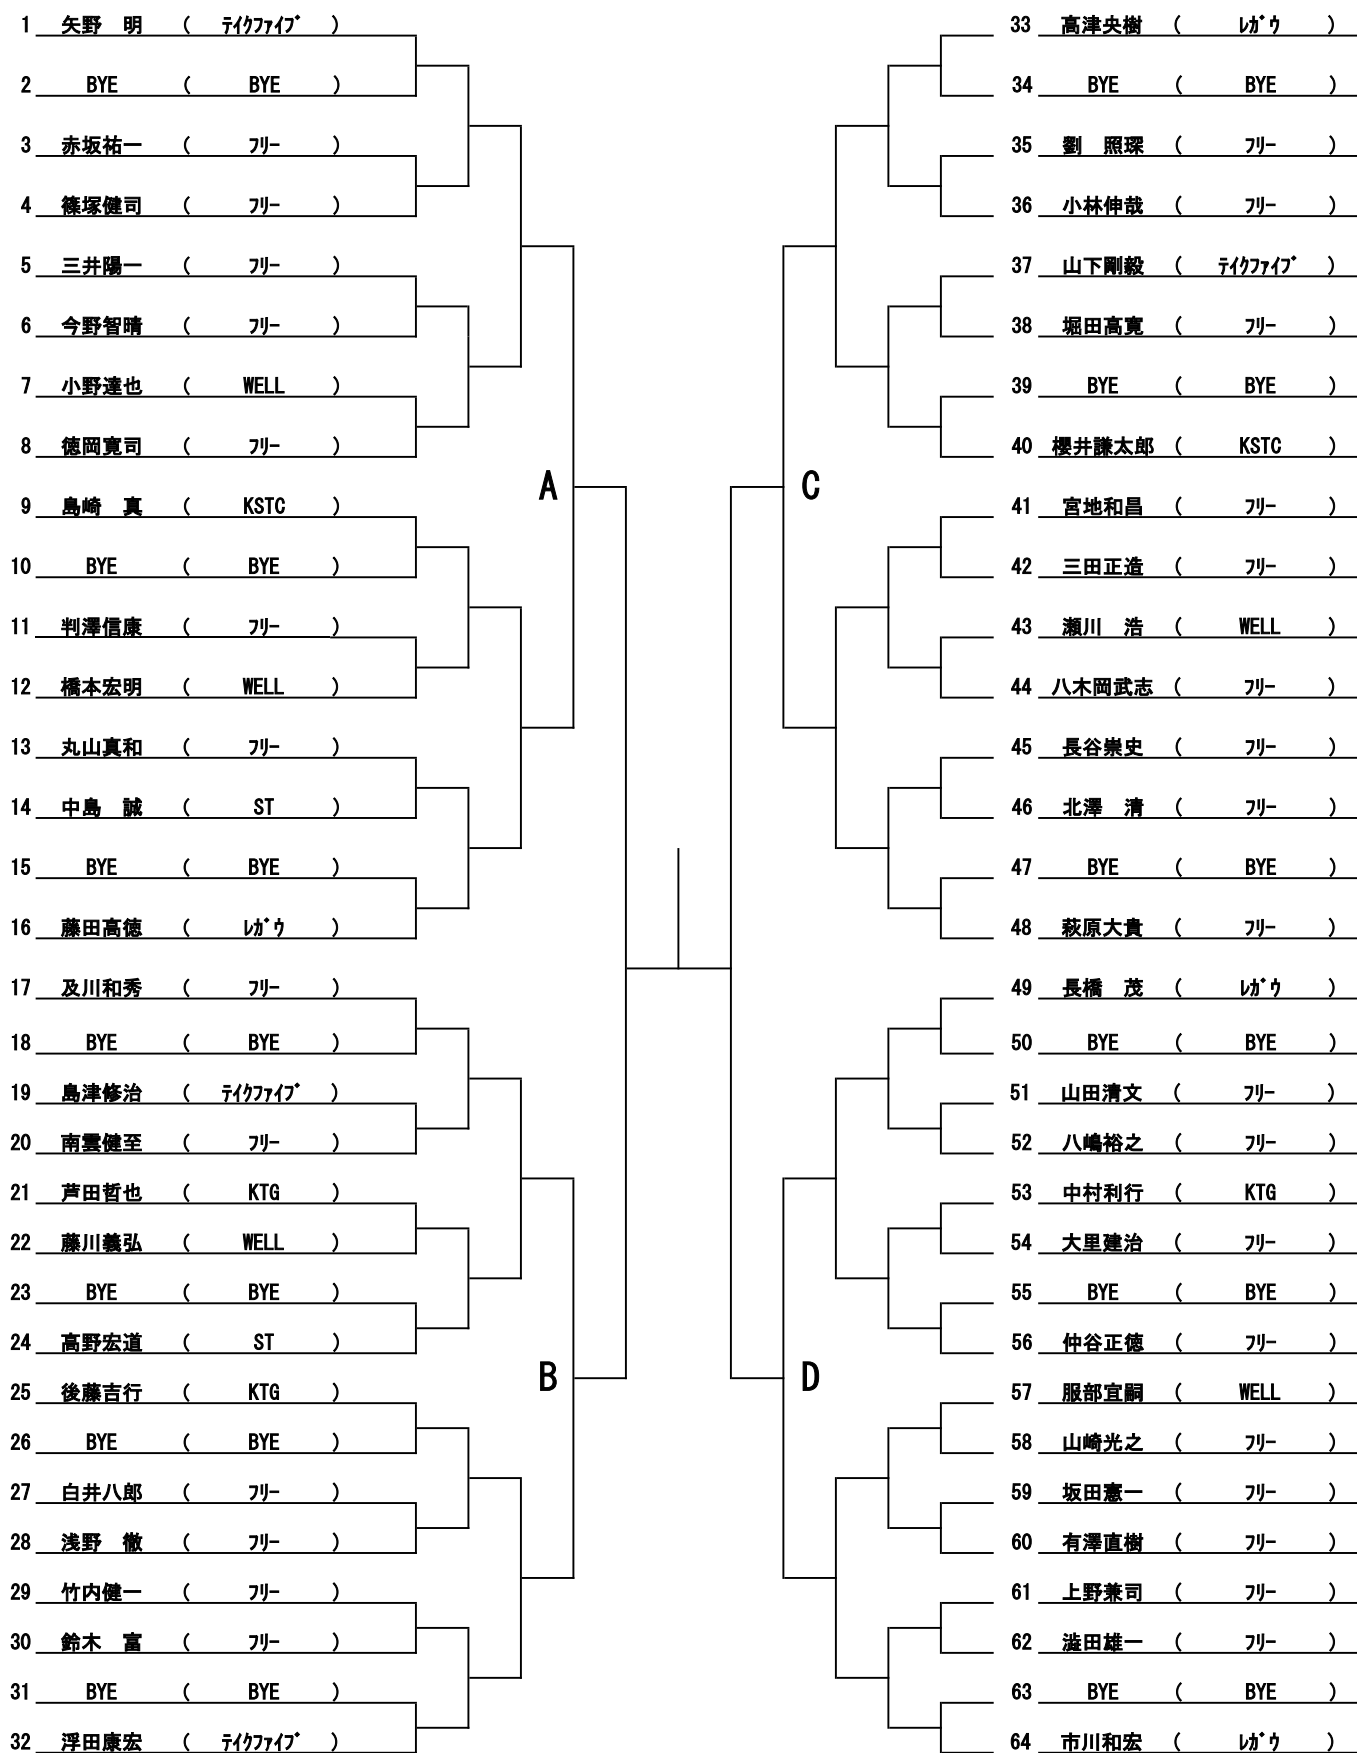 1 矢野　明 ( ﾃｲｸﾌｧｲﾌﾞ )
2 BYE ( BYE )
3 赤坂祐一 ( ﾌﾘｰ )
4 篠塚健司 ( ﾌﾘｰ )
5 三井陽一 ( ﾌﾘｰ )
6 今野智晴 ( ﾌﾘｰ )
7 小野達也 ( WELL )
8 徳岡寛司 ( ﾌﾘｰ )
A
9 島崎　真 ( KSTC )
10 BYE ( BYE )
11 判澤信康 ( ﾌﾘｰ )
12 橋本宏明 ( WELL )
13 丸山真和 ( ﾌﾘｰ )
14 中島　誠 ( ST )
15 BYE ( BYE )
16 藤田高徳 ( ﾚｶﾞｳ )
17 及川和秀 ( ﾌﾘｰ )
18 BYE ( BYE )
19 島津修治 ( ﾃｲｸﾌｧｲﾌﾞ )
20 南雲健至 ( ﾌﾘｰ )
21 芦田哲也 ( KTG )
22 藤川義弘 ( WELL )
23 BYE ( BYE )
24 高野宏道 ( ST )
B
25 後藤吉行 ( KTG )
26 BYE ( BYE )
27 白井八郎 ( ﾌﾘｰ )
28 浅野　徹 ( ﾌﾘｰ )
29 竹内健一 ( ﾌﾘｰ )
30 鈴木　富 ( ﾌﾘｰ )
31 BYE ( BYE )
32 浮田康宏 ( ﾃｲｸﾌｧｲﾌﾞ )
33 高津央樹 ( ﾚｶﾞｳ )
34 BYE ( BYE )
35 劉　照琛 ( ﾌﾘｰ )
36 小林伸哉 ( ﾌﾘｰ )
37 山下剛毅 ( ﾃｲｸﾌｧｲﾌﾞ )
38 堀田高寛 ( ﾌﾘｰ )
39 BYE ( BYE )
40 櫻井謙太郎 ( KSTC )
C
41 宮地和昌 ( ﾌﾘｰ )
42 三田正造 ( ﾌﾘｰ )
43 瀬川　浩 ( WELL )
44 八木岡武志 ( ﾌﾘｰ )
45 長谷崇史 ( ﾌﾘｰ )
46 北澤　清 ( ﾌﾘｰ )
47 BYE ( BYE )
48 萩原大貴 ( ﾌﾘｰ )
49 長橋　茂 ( ﾚｶﾞｳ )
50 BYE ( BYE )
51 山田清文 ( ﾌﾘｰ )
52 八嶋裕之 ( ﾌﾘｰ )
53 中村利行 ( KTG )
54 大里建治 ( ﾌﾘｰ )
55 BYE ( BYE )
56 仲谷正徳 ( ﾌﾘｰ )
D
57 服部宜嗣 ( WELL )
58 山崎光之 ( ﾌﾘｰ )
59 坂田憲一 ( ﾌﾘｰ )
60 有澤直樹 ( ﾌﾘｰ )
61 上野兼司 ( ﾌﾘｰ )
62 澁田雄一 ( ﾌﾘｰ )
63 BYE ( BYE )
64 市川和宏 ( ﾚｶﾞｳ )